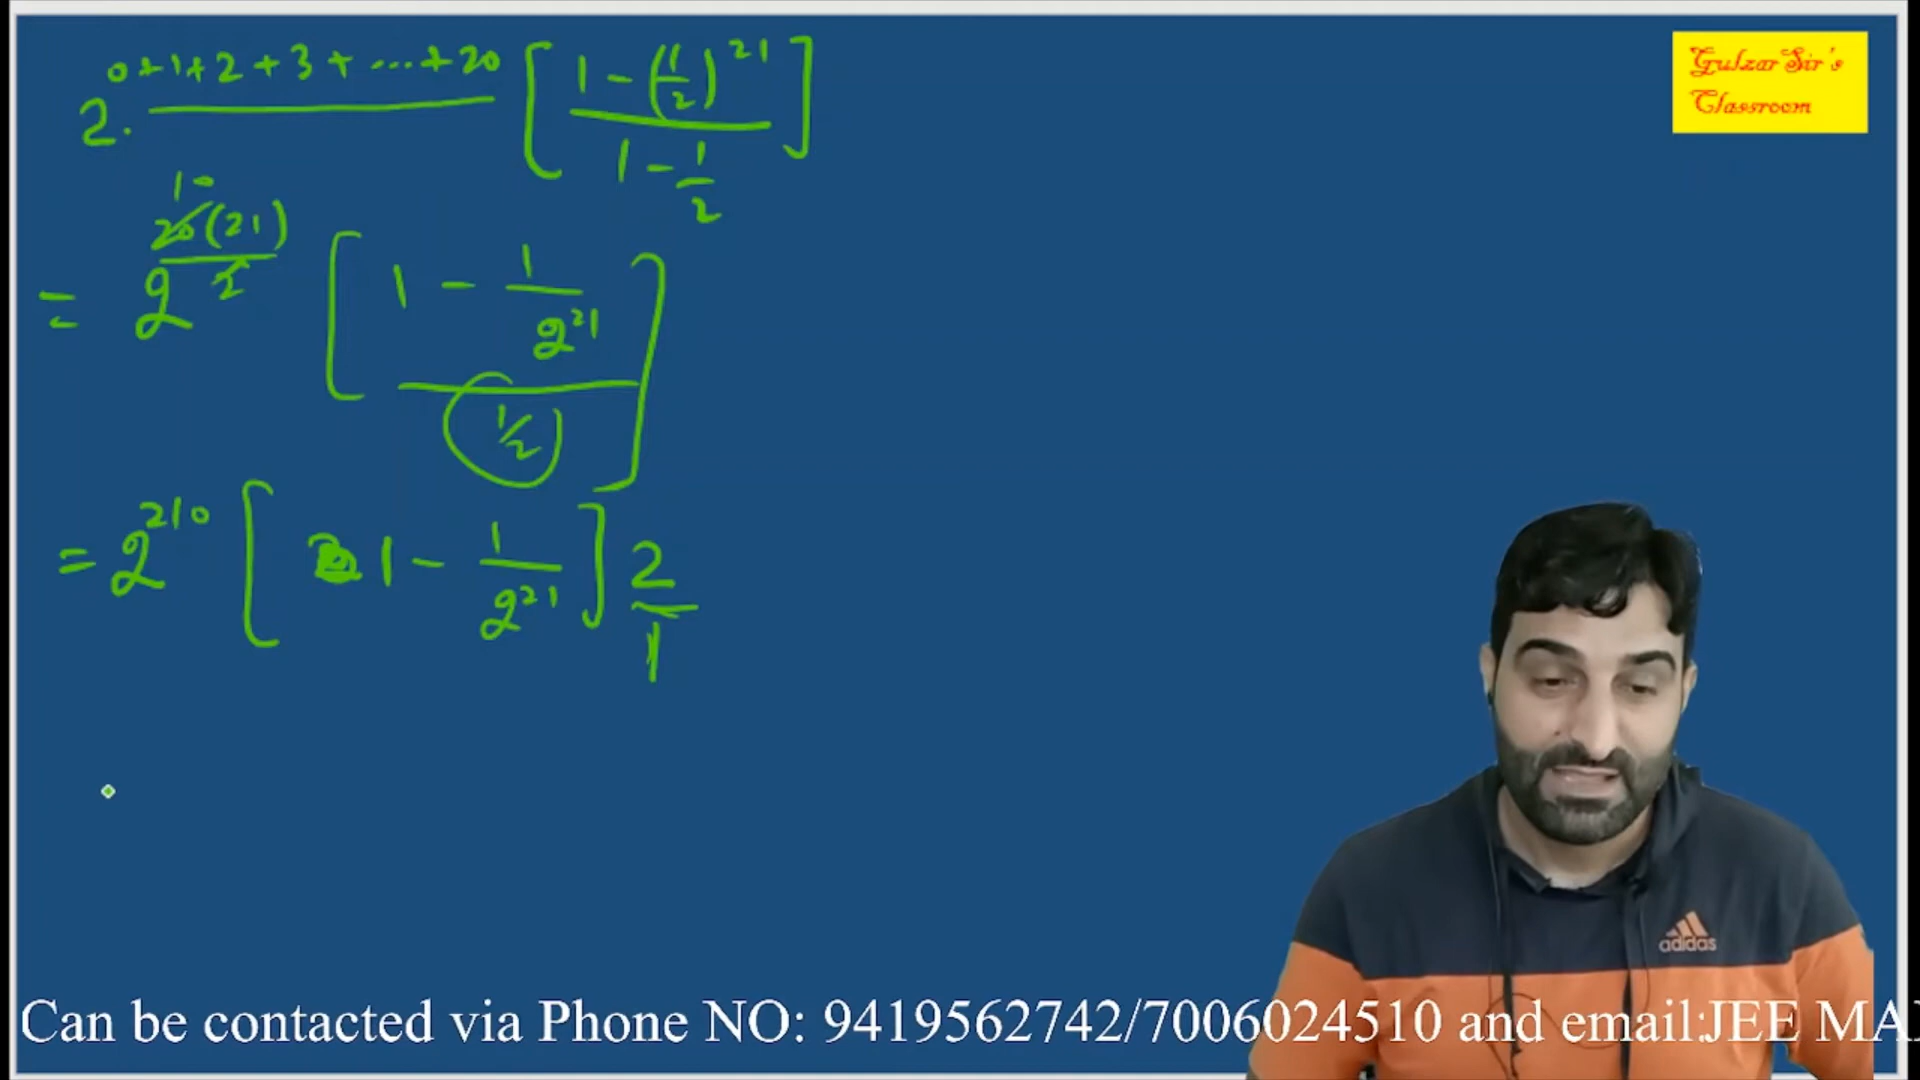 2.^{0+1+2+3+...+20} [ (1 - (1/2)^21) / (1 - 1/2) ]
Gulzar Sir's
Classroom
= 2^{20(21)/2} 10 [ (1 - 1/2^21) / (1/2) ]
= 2^210 [ 1 - 1/2^21 ] 2/1
adidas
Can be contacted via Phone NO: 9419562742/7006024510 and email:JEE MA